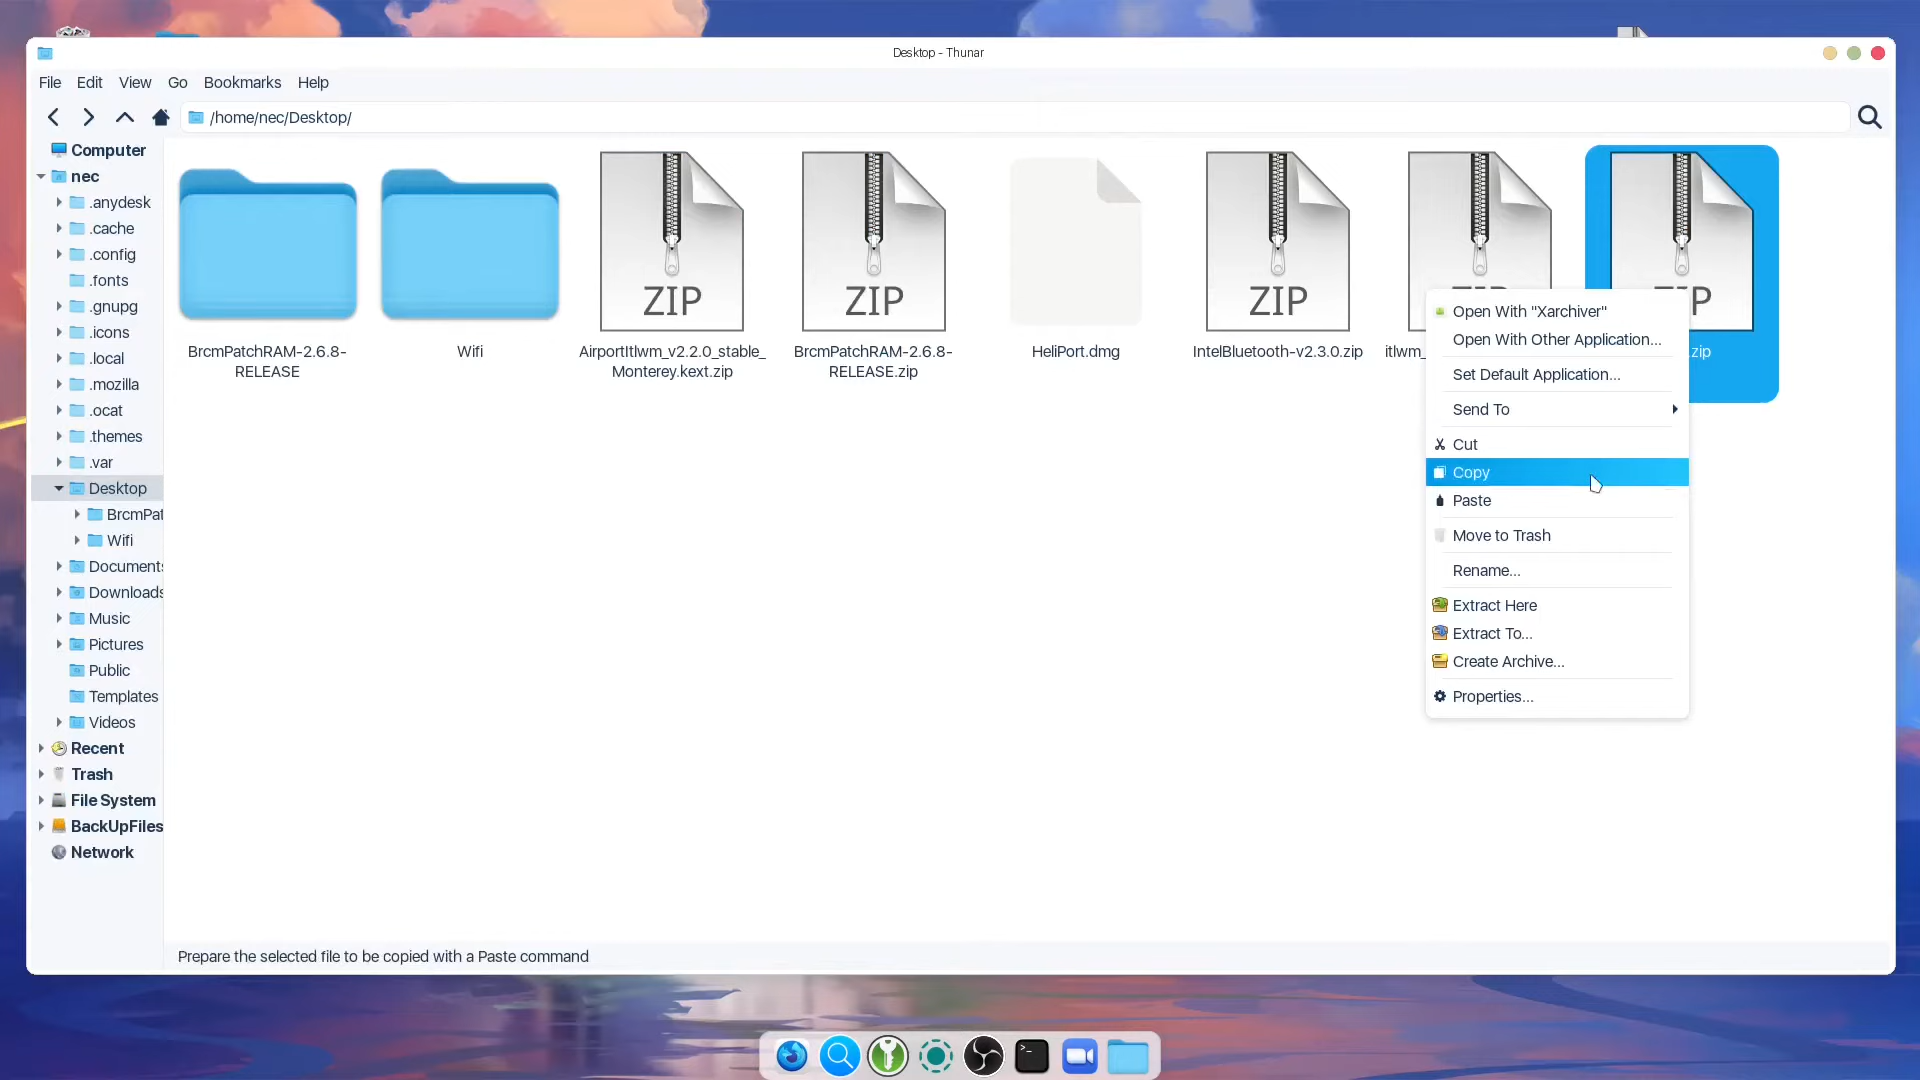 Desktop - Thunar
File Edit View Go Bookmarks Help
/home/nec/Desktop/
Computer
nec
.anydesk
.cache
.config
.fonts
.gnupg
.icons
.local
.mozilla
.ocat
.themes
.var
Desktop
BrcmPat
Wifi
Documents
Downloads
Music
Pictures
Public
Templates
Videos
Recent
Trash
File System
BackUpFiles
Network
ZIP
ZIP
ZIP
BrcmPatchRAM-2.6.8-
RELEASE
Wifi
AirportItlwm_v2.2.0_stable_
Monterey.kext.zip
BrcmPatchRAM-2.6.8-
RELEASE.zip
HeliPort.dmg
IntelBluetooth-v2.3.0.zip
itlwm_
.zip
Open With "Xarchiver"
Open With Other Application...
Set Default Application...
Send To
Cut
Copy
Paste
Move to Trash
Rename...
Extract Here
Extract To...
Create Archive...
Properties...
Prepare the selected file to be copied with a Paste command